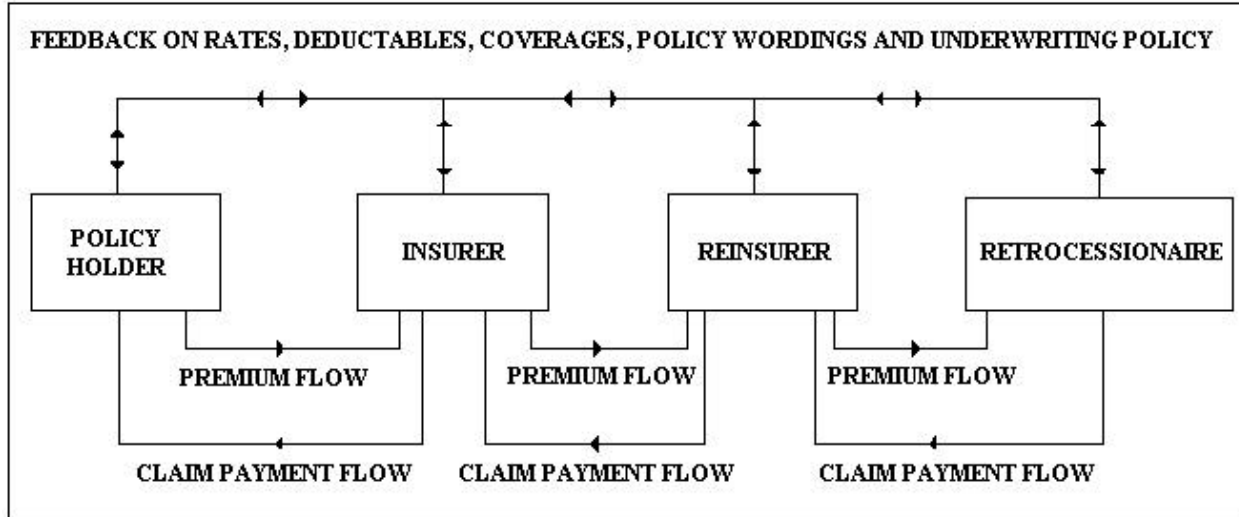 FEEDBACK ON RATES, DEDUCTABLES, COVERAGES, POLICY WORDINGS AND UNDERWRITING POLICY
POLICY
HOLDER
INSURER
REINSURER
RETROCESSIONAIRE
PREMIUM FLOW
PREMIUM FLOW
PREMIUM FLOW
CLAIM PAYMENT FLOW
CLAIM PAYMENT FLOW
CLAIM PAYMENT FLOW